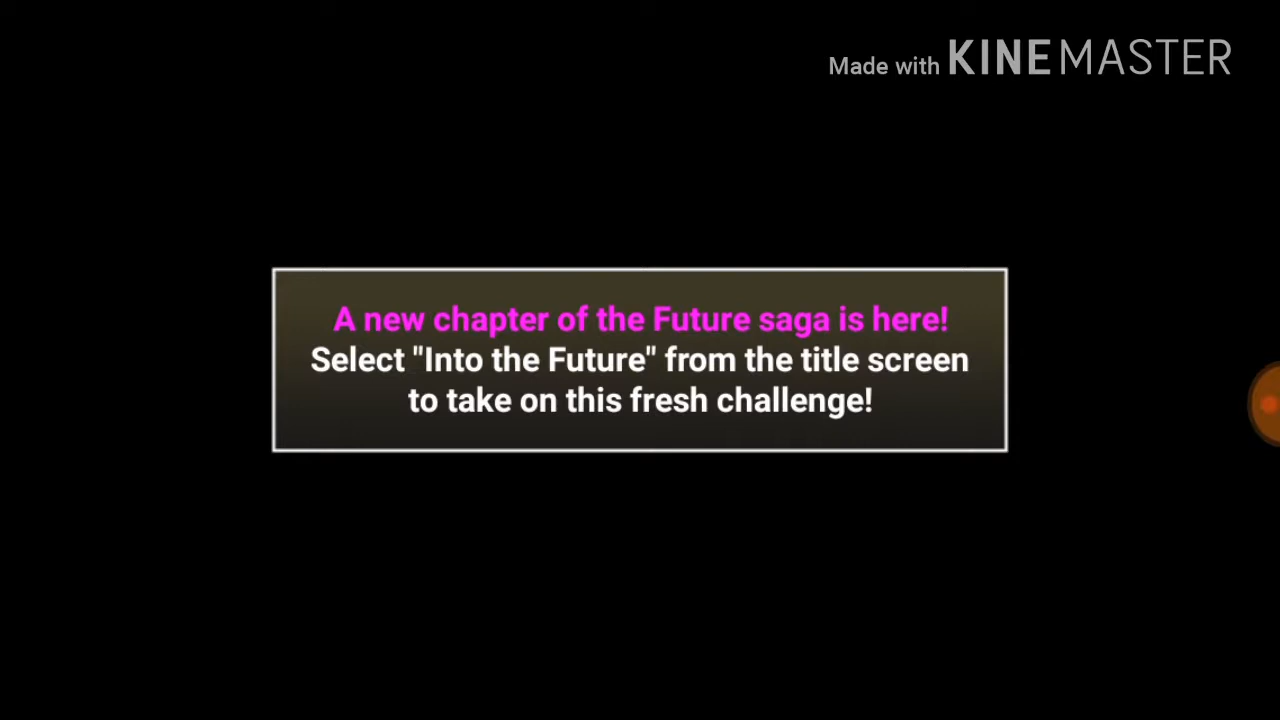 Made with KINEMASTER
A new chapter of the Future saga is here!
Select "Into the Future" from the title screen
to take on this fresh challenge!